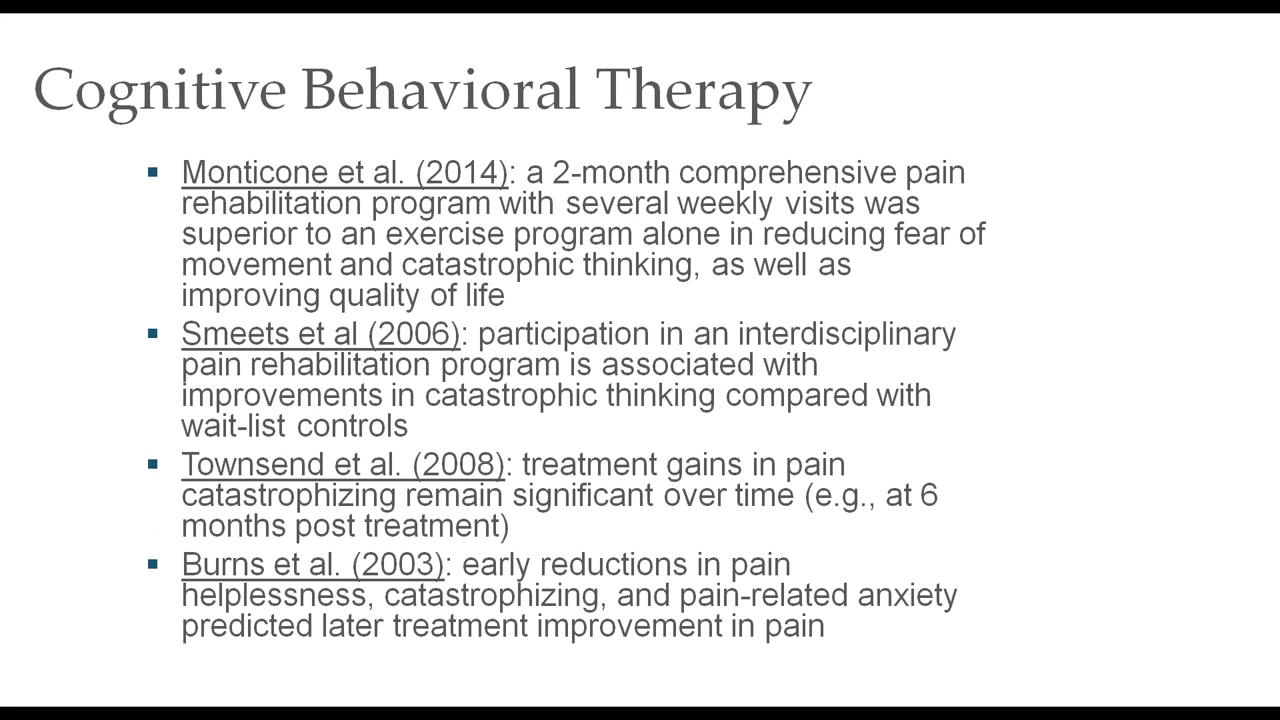 Cognitive Behavioral Therapy
▪ Monticone et al. (2014): a 2-month comprehensive pain
rehabilitation program with several weekly visits was
superior to an exercise program alone in reducing fear of
movement and catastrophic thinking, as well as
improving quality of life
▪ Smeets et al (2006): participation in an interdisciplinary
pain rehabilitation program is associated with
improvements in catastrophic thinking compared with
wait-list controls
▪ Townsend et al. (2008): treatment gains in pain
catastrophizing remain significant over time (e.g., at 6
months post treatment)
▪ Burns et al. (2003): early reductions in pain
helplessness, catastrophizing, and pain-related anxiety
predicted later treatment improvement in pain